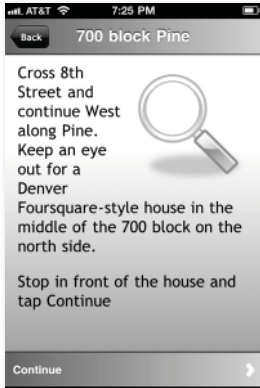 AT&T 7:25 PM
Back 700 block Pine
Cross 8th
Street and
continue West
along Pine.
Keep an eye
out for a
Denver
Foursquare-style house in the
middle of the 700 block on the
north side.
Stop in front of the house and
tap Continue
Continue